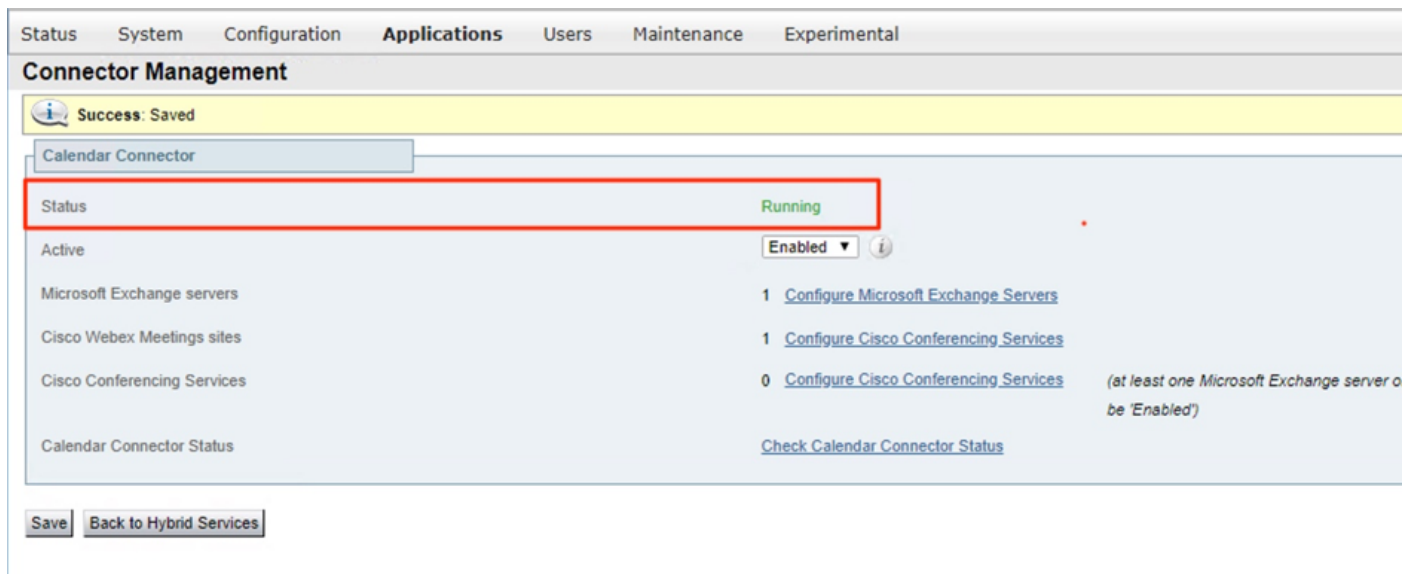 Status System Configuration Applications Users Maintenance Experimental
Connector Management
Success: Saved
Calendar Connector
Status Running
Active Enabled ▼ i
Microsoft Exchange servers 1 Configure Microsoft Exchange Servers
Cisco Webex Meetings sites 1 Configure Cisco Conferencing Services
Cisco Conferencing Services 0 Configure Cisco Conferencing Services (at least one Microsoft Exchange server o
be 'Enabled')
Calendar Connector Status Check Calendar Connector Status
Save Back to Hybrid Services